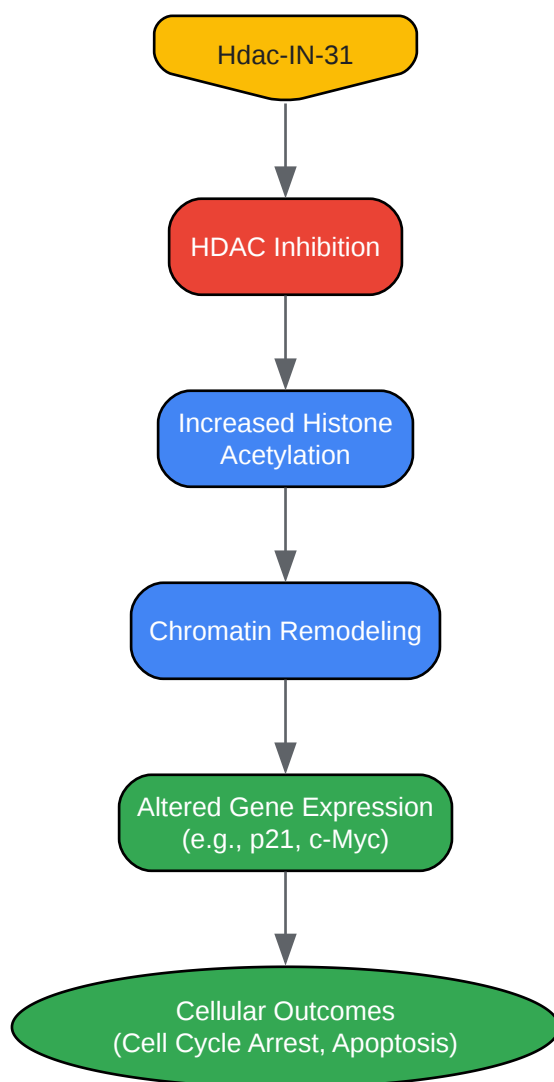 Hdac-IN-31
HDAC Inhibition
Increased Histone
Acetylation
Chromatin Remodeling
Altered Gene Expression
(e.g., p21, c-Myc)
Cellular Outcomes
(Cell Cycle Arrest, Apoptosis)